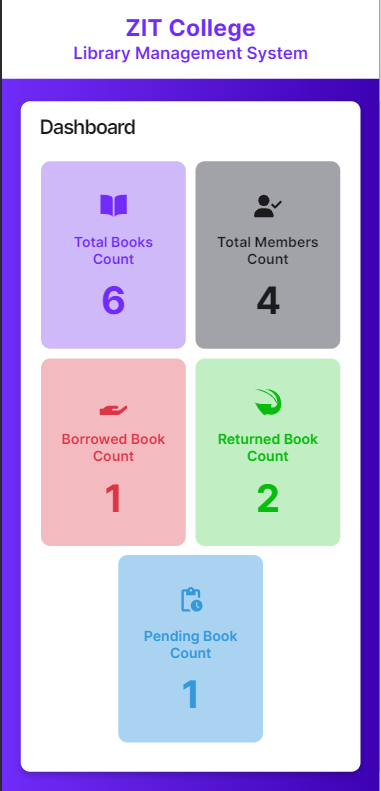 ZIT College
Library Management System
Dashboard
Total Books
Count
6
Total Members
Count
4
Borrowed Book
Count
1
Returned Book
Count
2
Pending Book
Count
1